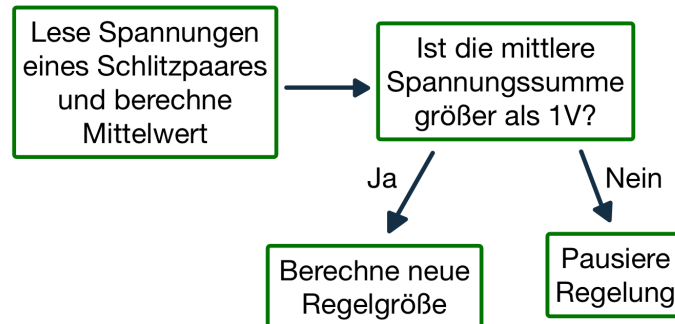 Lese Spannungen
eines Schlitzpaares
und berechne
Mittelwert
Ist die mittlere
Spannungssumme
größer als 1V?
Ja
Nein
Berechne neue
Regelgröße
Pausiere
Regelung